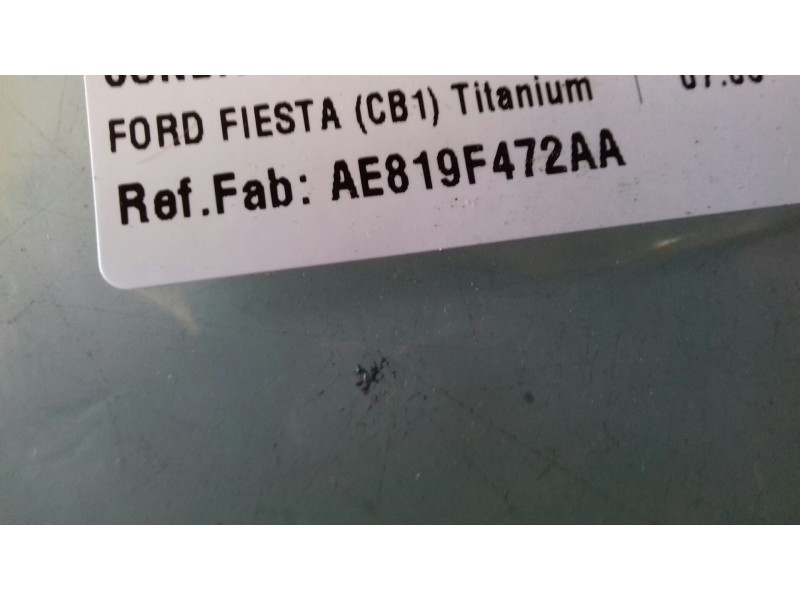 FORD FIESTA (CB1) Titanium
Ref.Fab: AE819F472AA